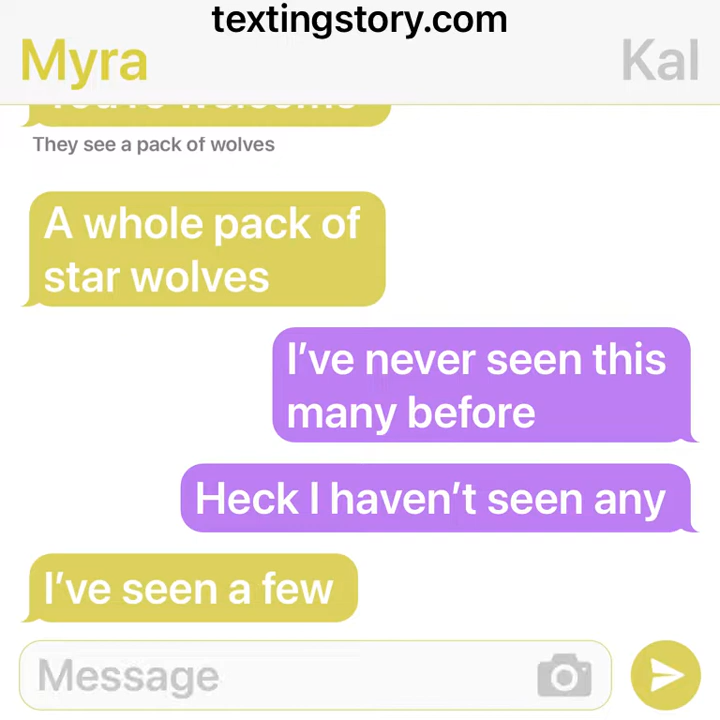 textingstory.com
Myra
Kal
They see a pack of wolves
A whole pack of
star wolves
I’ve never seen this
many before
Heck I haven’t seen any
I’ve seen a few
Message